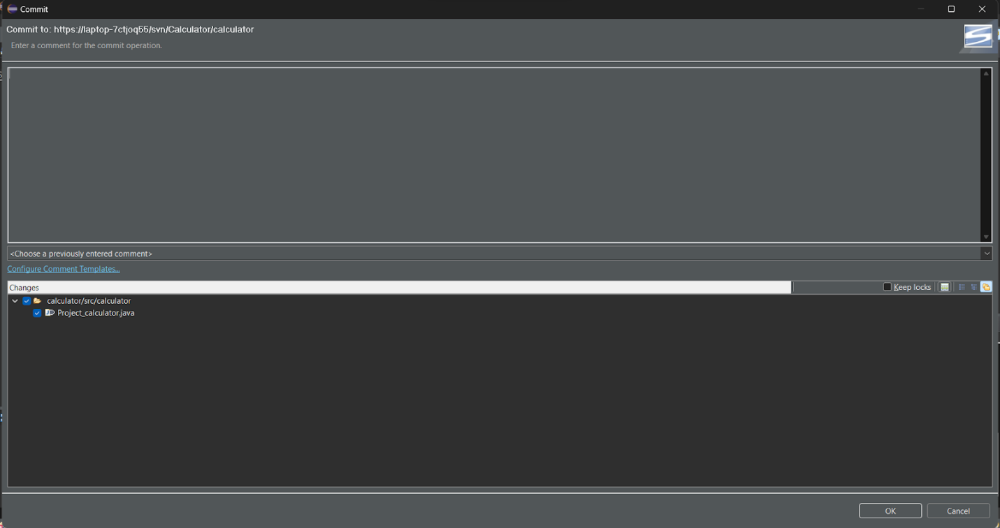 Commit
Commit to: https://laptop-7ctjoq55/svn/Calculator/calculator
Enter a comment for the commit operation.
<Choose a previously entered comment>
Configure Comment Templates...
Changes
Keep locks
calculator/src/calculator
Project_calculator.java
OK
Cancel